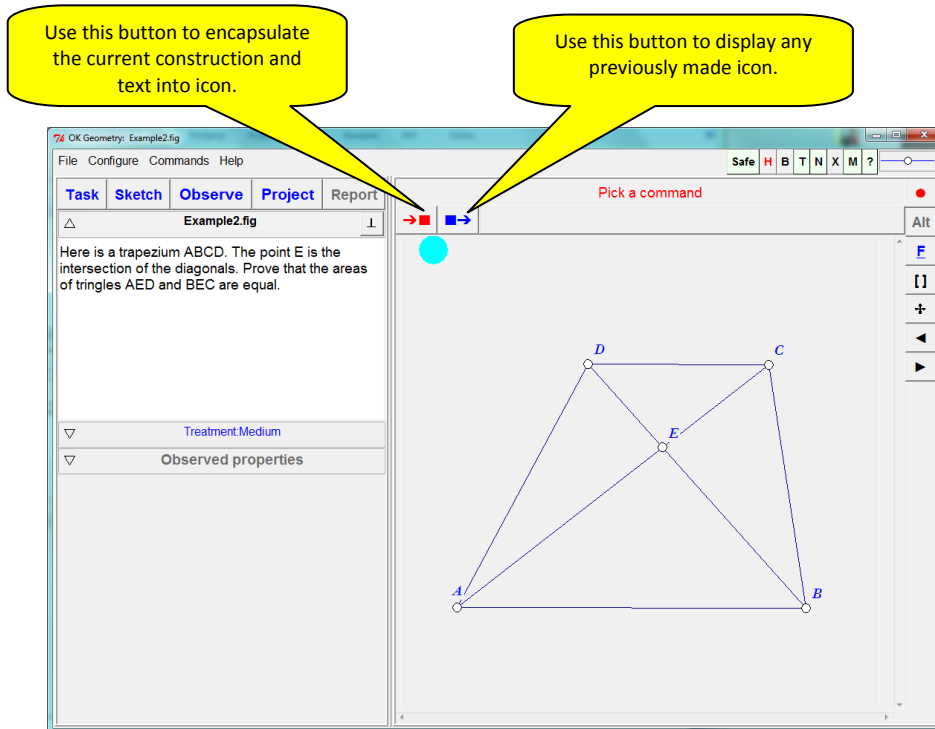 Use this button to encapsulate
the current construction and
text into icon.
Use this button to display any
previously made icon.
OK Geometry: Example2.fig
File Configure Commands Help
Safe H B T N X M ?
Task Sketch Observe Project Report
Pick a command
Example2.fig
Alt
Here is a trapezium ABCD. The point E is the
intersection of the diagonals. Prove that the areas
of tringles AED and BEC are equal.
F
[ ]
D
C
E
Treatment:Medium
Observed properties
A
B